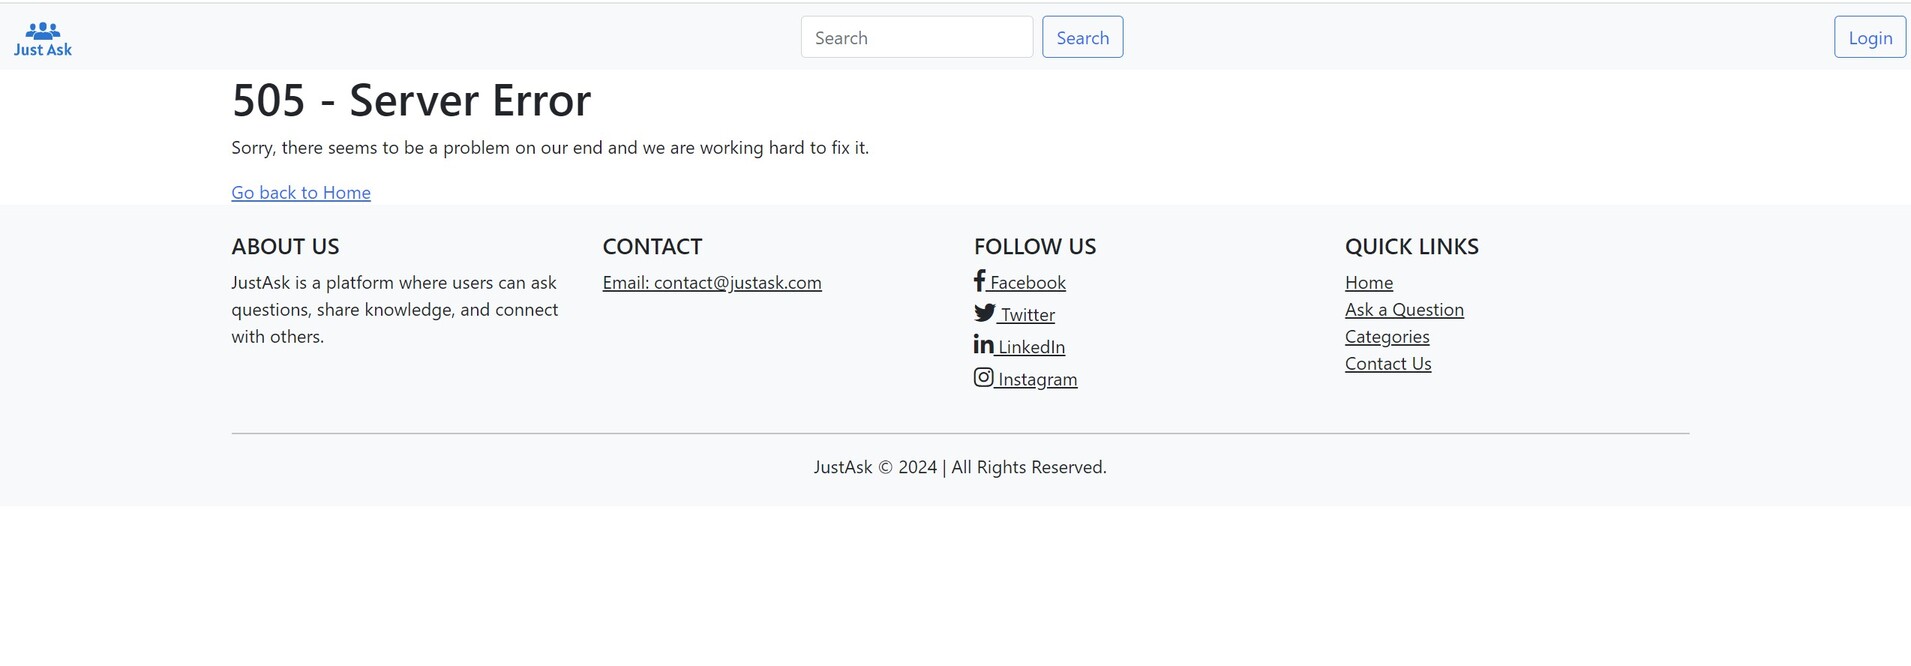 Just Ask
Search
Search
Login
505 - Server Error
Sorry, there seems to be a problem on our end and we are working hard to fix it.
Go back to Home
ABOUT US
JustAsk is a platform where users can ask
questions, share knowledge, and connect
with others.
CONTACT
Email: contact@justask.com
FOLLOW US
Facebook
Twitter
LinkedIn
Instagram
QUICK LINKS
Home
Ask a Question
Categories
Contact Us
JustAsk © 2024 | All Rights Reserved.